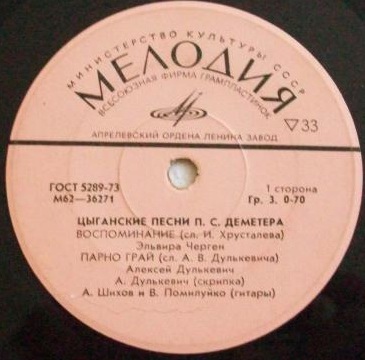 МИНИСТЕРСТВО КУЛЬТУРЫ СССР
МЕЛОДИЯ
ВСЕСОЮЗНАЯ ФИРМА ГРАМПЛАСТИНОК
▽33
АПРЕЛЕВСКИЙ ОРДЕНА ЛЕНИНА ЗАВОД
ГОСТ 5289-73
М62—36271
1 сторона
Гр. 3. 0-70
ЦЫГАНСКИЕ ПЕСНИ П. С. ДЕМЕТЕРА
ВОСПОМИНАНИЕ (сл. И. Хрусталева)
Эльвира Черген
ПАРНО ГРАЙ (сл. А. В. Дулькевича)
Алексей Дулькевич
А. Дулькевич (скрипка)
А. Шихов и В. Помилуйко (гитары)